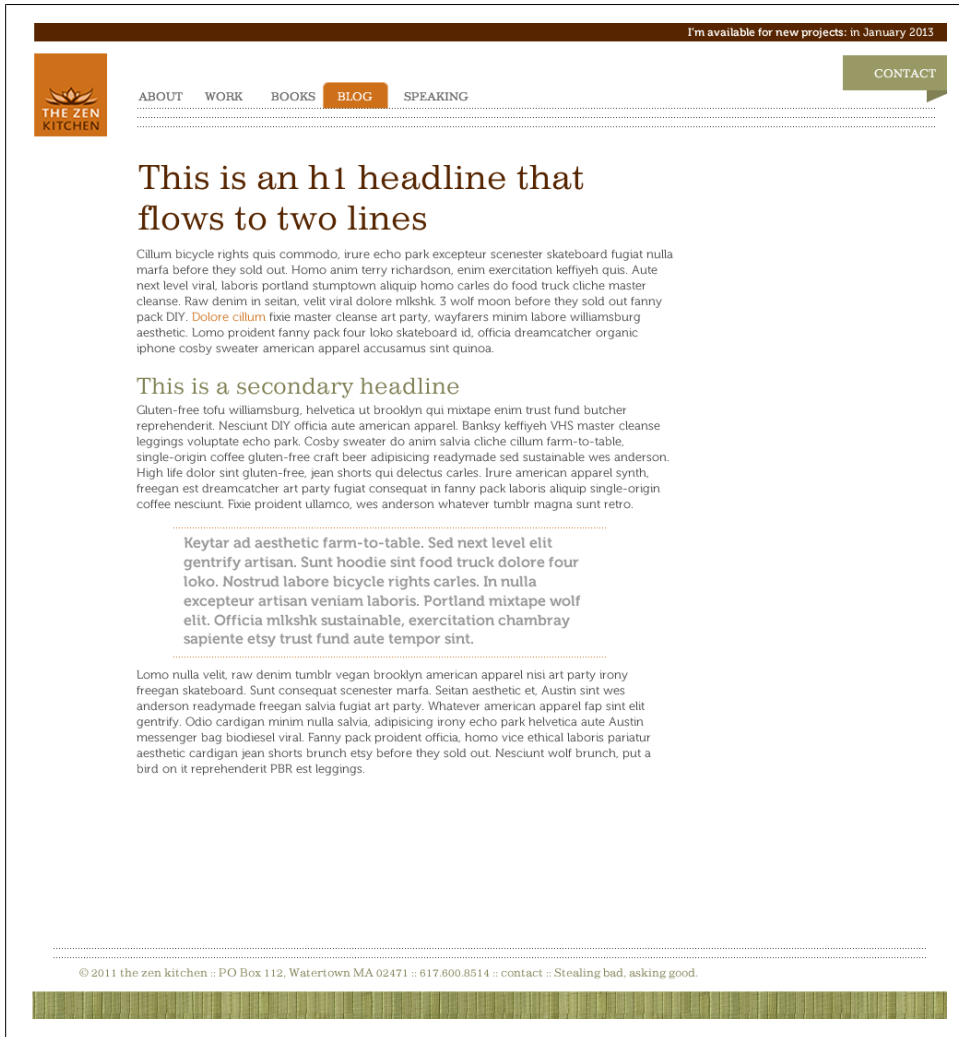 I'm available for new projects: in January 2013
THE ZEN
KITCHEN
CONTACT
ABOUT WORK BOOKS BLOG SPEAKING
This is an h1 headline that
flows to two lines
Cillum bicycle rights quis commodo, irure echo park excepteur scenester skateboard fugiat nulla
marfa before they sold out. Homo anim terry richardson, enim exercitation keffiyeh quis. Aute
next level viral, laboris portland stumptown aliquip homo carles do food truck cliche master
cleanse. Raw denim in seitan, velit viral dolore mlkshk. 3 wolf moon before they sold out fanny
pack DIY. Dolore cillum fixie master cleanse art party, wayfarers minim labore williamsburg
aesthetic. Lomo proident fanny pack four loko skateboard id, officia dreamcatcher organic
iphone cosby sweater american apparel accusamus sint quinoa.
This is a secondary headline
Gluten-free tofu williamsburg, helvetica ut brooklyn qui mixtape enim trust fund butcher
reprehenderit. Nesciunt DIY officia aute american apparel. Banksy keffiyeh VHS master cleanse
leggings voluptate echo park. Cosby sweater do anim salvia cliche cillum farm-to-table,
single-origin coffee gluten-free craft beer adipisicing readymade sed sustainable wes anderson.
High life dolor sint gluten-free, jean shorts qui delectus carles. Irure american apparel synth,
freegan est dreamcatcher art party fugiat consequat in fanny pack laboris aliquip single-origin
coffee nesciunt. Fixie proident ullamco, wes anderson whatever tumblr magna sunt retro.
Keytar ad aesthetic farm-to-table. Sed next level elit
gentrify artisan. Sunt hoodie sint food truck dolore four
loko. Nostrud labore bicycle rights carles. In nulla
excepteur artisan veniam laboris. Portland mixtape wolf
elit. Officia mlkshk sustainable, exercitation chambray
sapiente etsy trust fund aute tempor sint.
Lomo nulla velit, raw denim tumblr vegan brooklyn american apparel nisi art party irony
freegan skateboard. Sunt consequat scenester marfa. Seitan aesthetic et, Austin sint wes
anderson readymade freegan salvia fugiat art party. Whatever american apparel fap sint elit
gentrify. Odio cardigan minim nulla salvia, adipisicing irony echo park helvetica aute Austin
messenger bag biodiesel viral. Fanny pack proident officia, homo vice ethical laboris pariatur
aesthetic cardigan jean shorts brunch etsy before they sold out. Nesciunt wolf brunch, put a
bird on it reprehenderit PBR est leggings.
© 2011 the zen kitchen :: PO Box 112, Watertown MA 02471 :: 617.600.8514 :: contact :: Stealing bad, asking good.